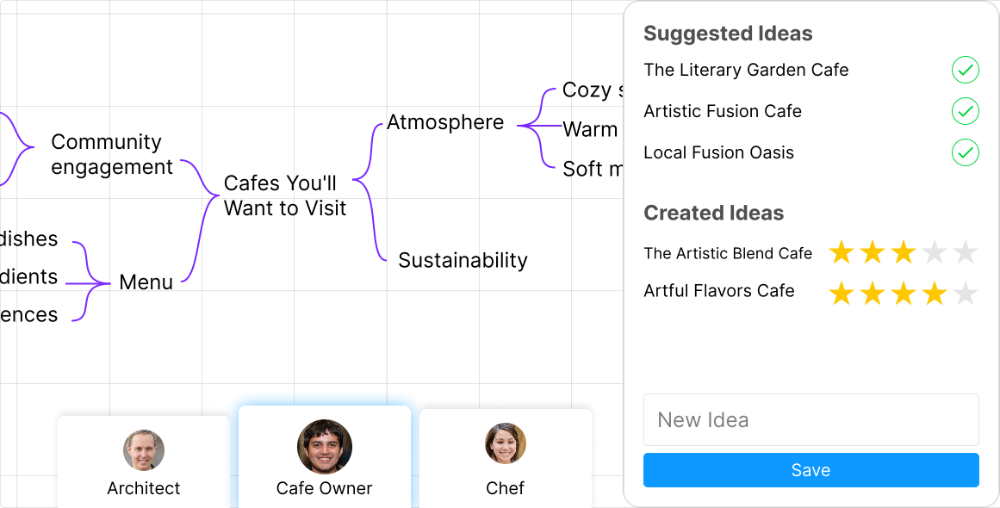 Community
engagement
dishes
Menu
Cafes You'll
Want to Visit
Atmosphere
Cozy
Warm
Soft
Sustainability
Architect
Cafe Owner
Chef
Suggested Ideas
The Literary Garden Cafe
Artistic Fusion Cafe
Local Fusion Oasis
Created Ideas
The Artistic Blend Cafe
Artful Flavors Cafe
New Idea
Save